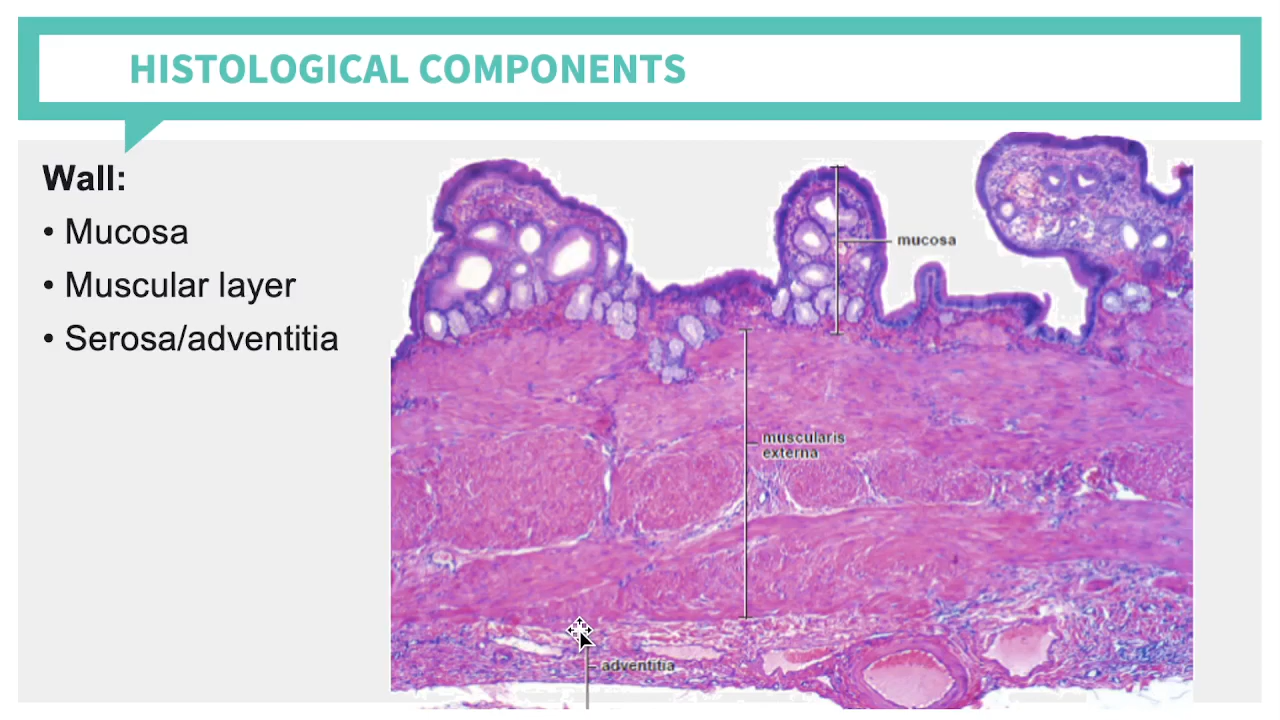 HISTOLOGICAL COMPONENTS
Wall:
• Mucosa
• Muscular layer
• Serosa/adventitia
mucosa
muscularis
externa
adventitia